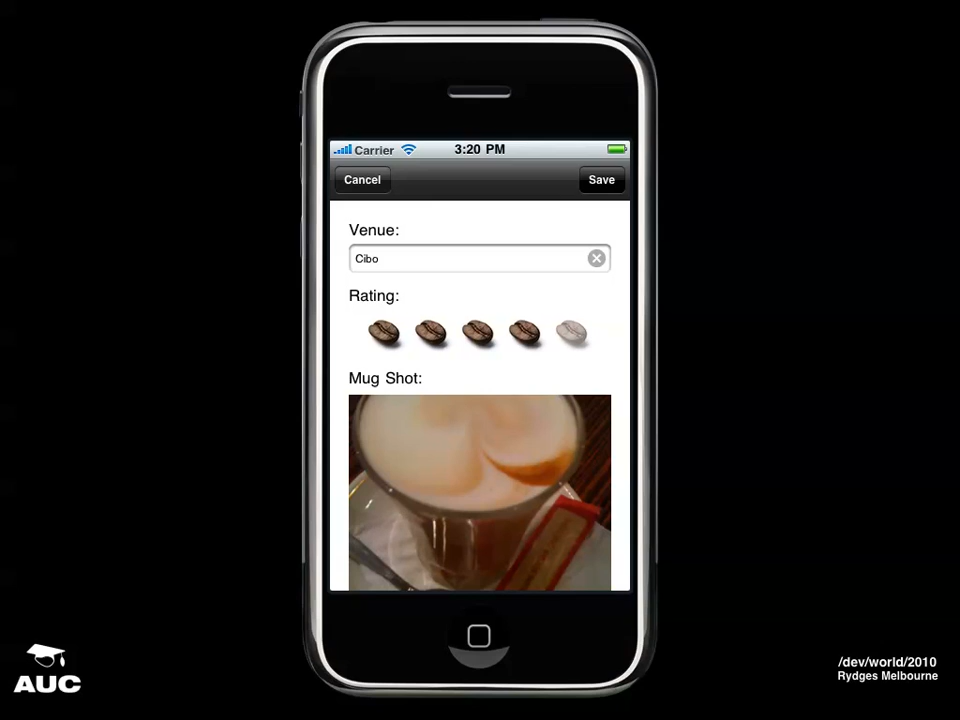 Carrier 3:20 PM
Cancel Save
Venue:
Cibo
Rating:
Mug Shot:
AUC
/dev/world/2010
Rydges Melbourne